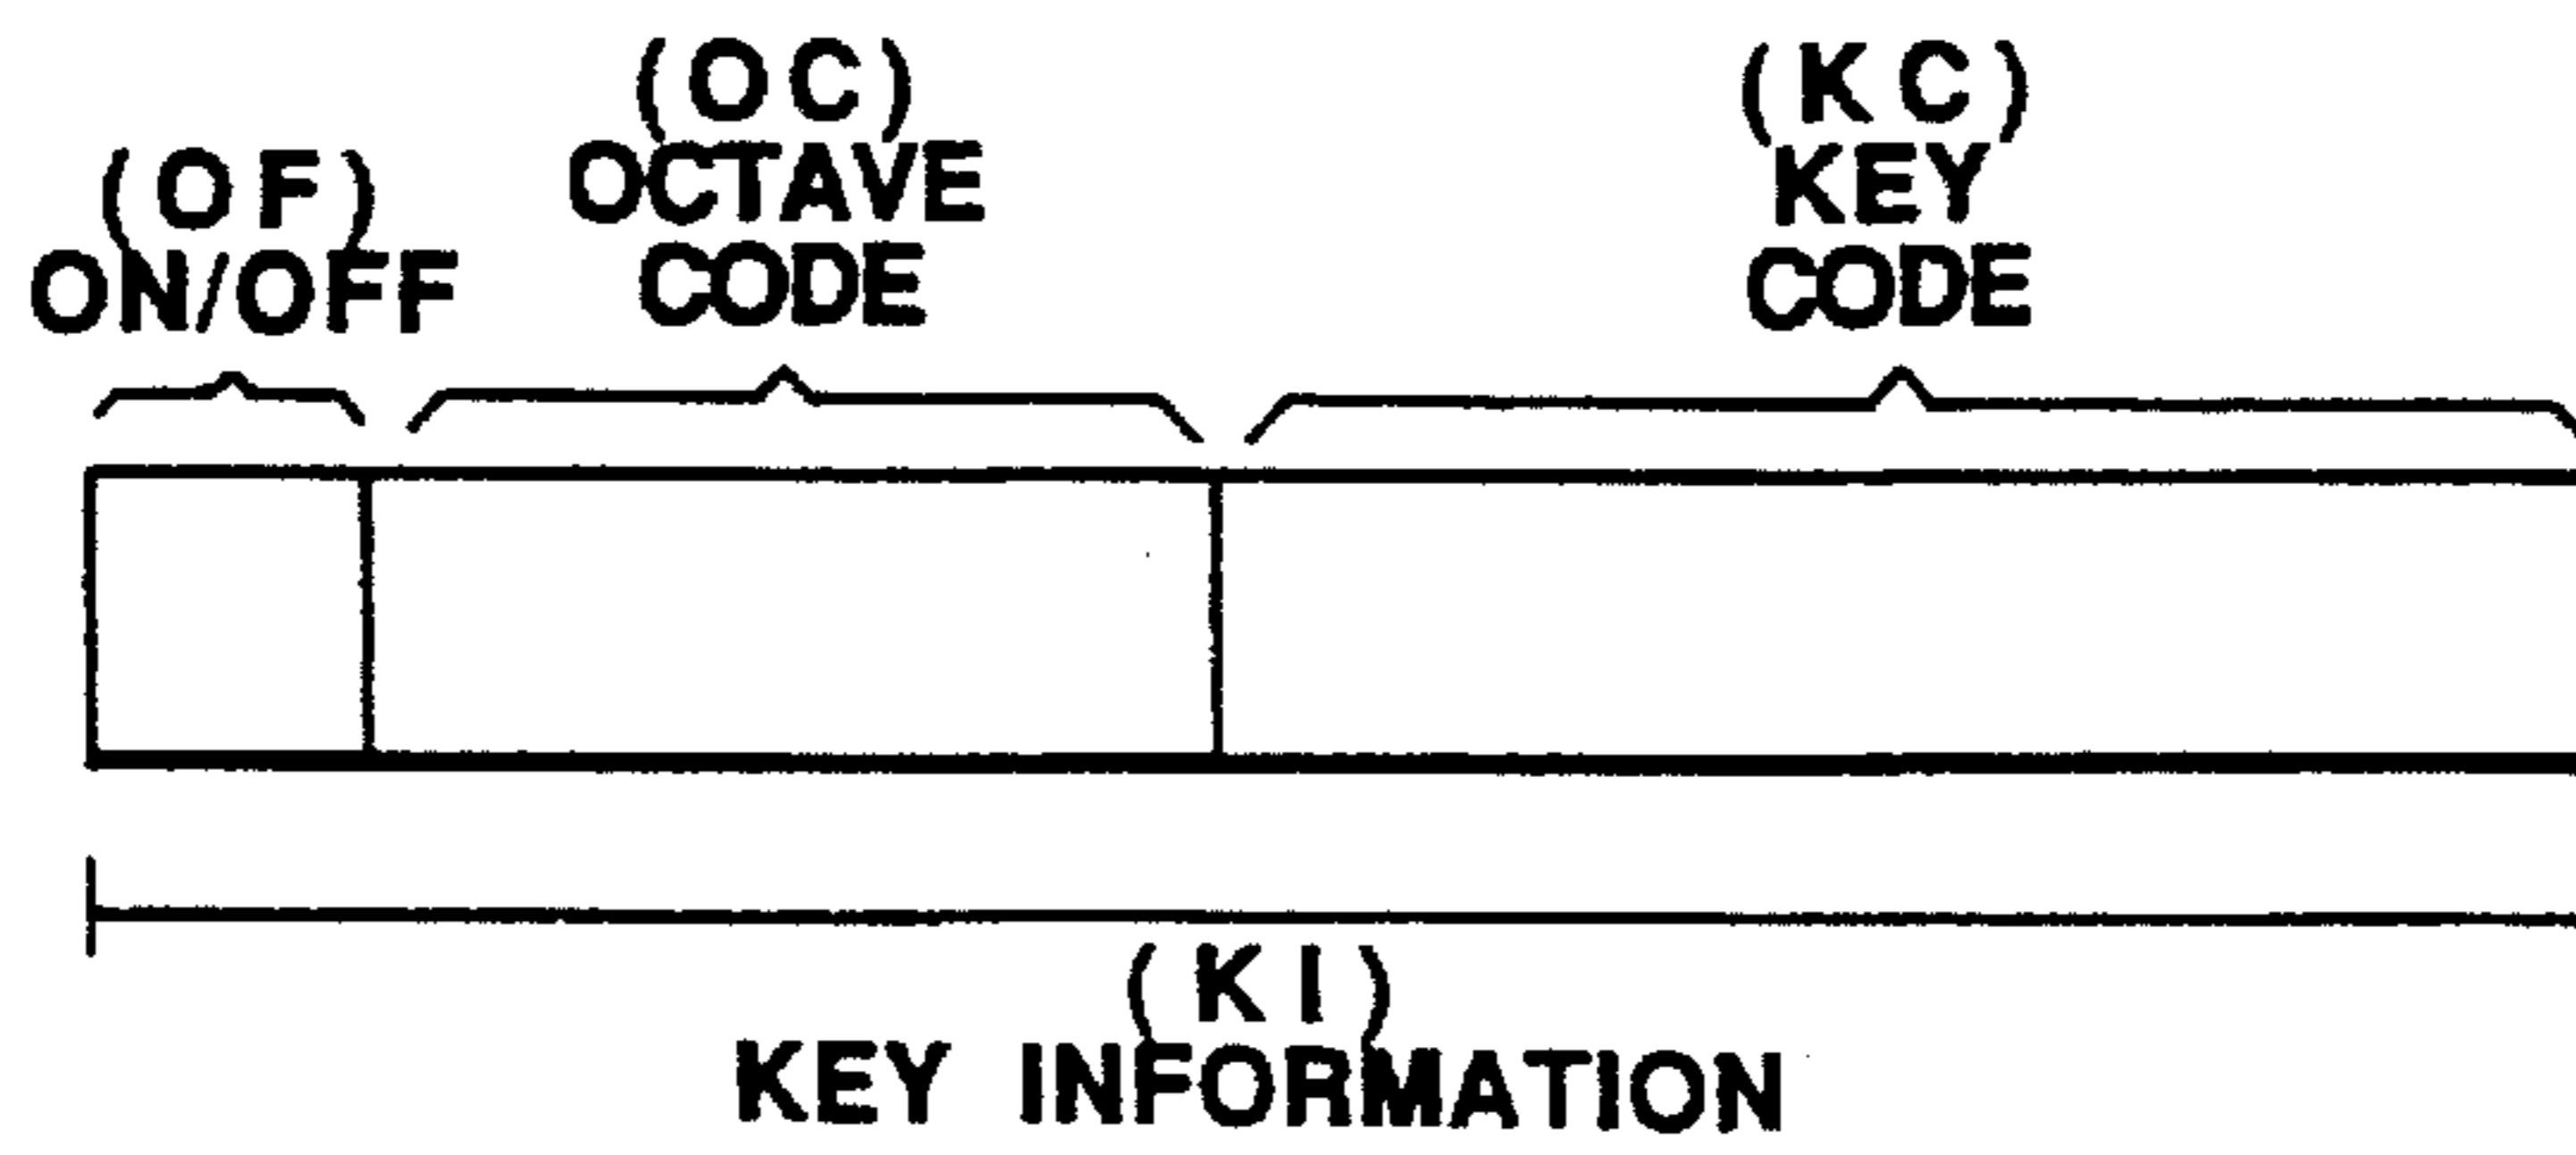 (OF)
ON/OFF
(OC)
OCTAVE
CODE
(KC)
KEY
CODE
(KI)
KEY INFORMATION